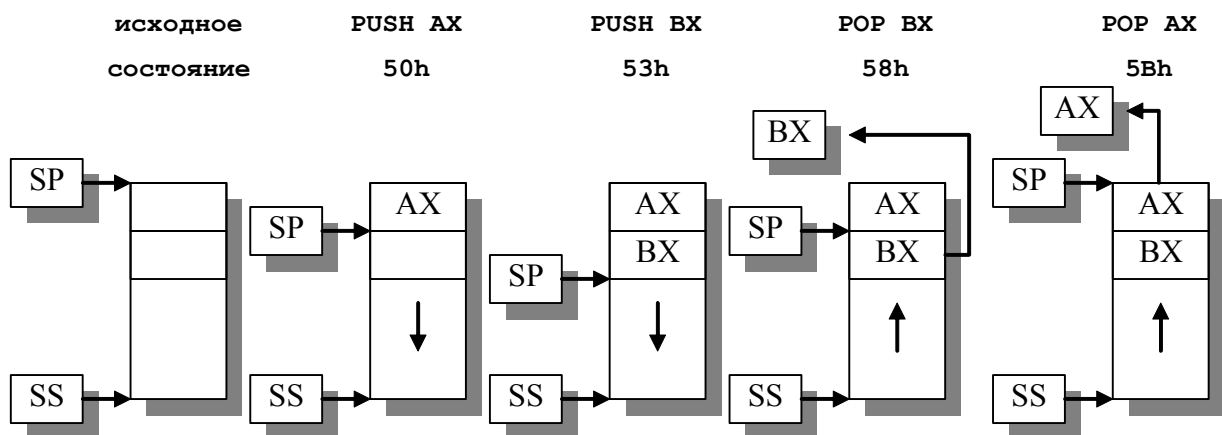 исходное PUSH AX PUSH BX POP BX POP AX
состояние 50h 53h 58h 5Bh
BX AX
SP AX AX AX SP AX
SP SP BX SP BX BX
SS SS SS SS SS